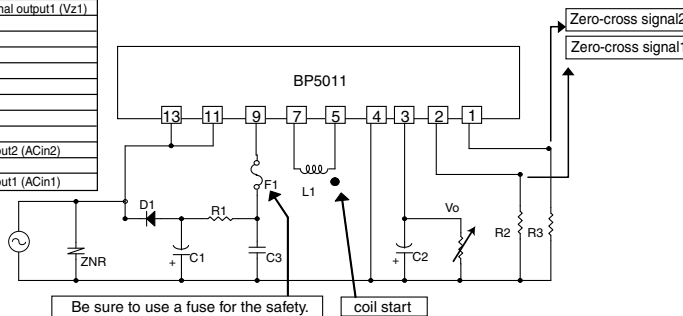 nal output1 (Vz1)
ut2 (ACin2)
ut1 (ACin1)
Zero-cross signal2
Zero-cross signal1
BP5011
13 11 9 7 5 4 3 2 1
F1
L1
D1
R1
Vo
R2 R3
ZNR
+ C1
C3
+ C2
Be sure to use a fuse for the safety.
coil start